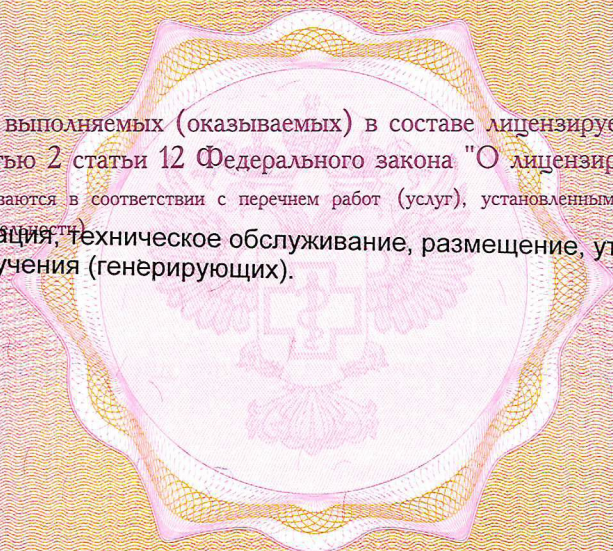 выполняемых (оказываемых) в составе лицензируе
тью 2 статьи 12 Федерального закона "О лицензир
ваются в соответствии с перечнем работ (услуг), установленным
ация, техническое обслуживание, размещение, ут
учения (генерирующих).